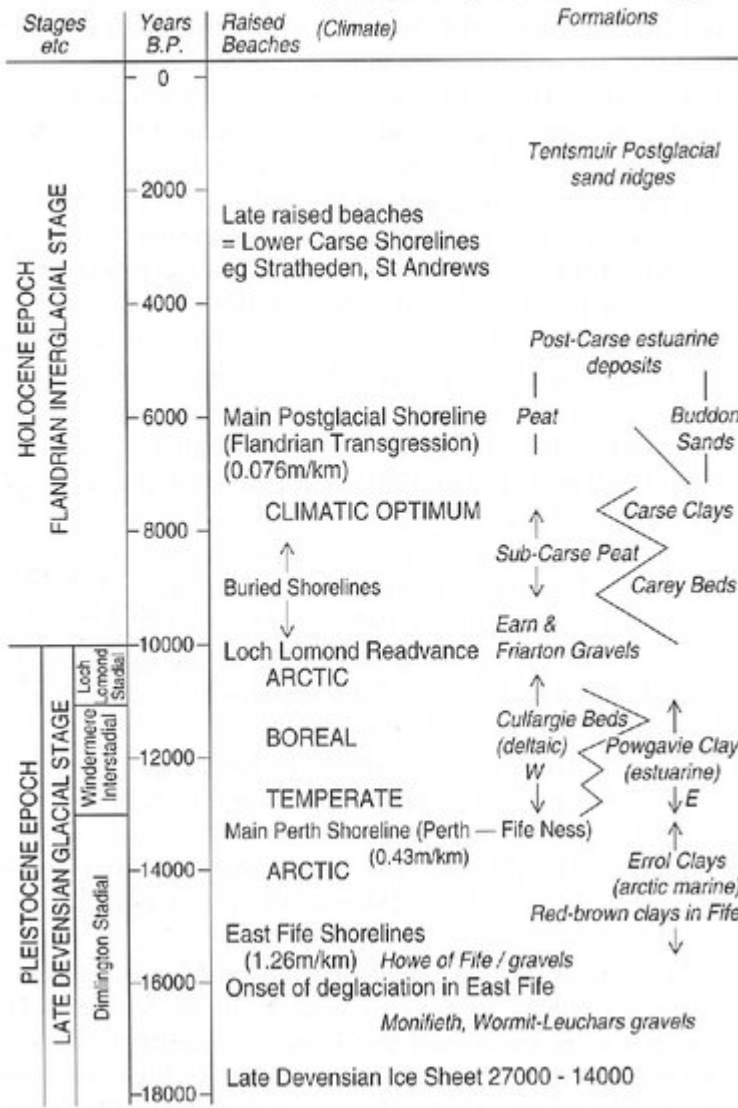 Stages
etc
Years
B.P.
Raised
Beaches
(Climate)
Formations
0
Tentsmuir Postglacial
sand ridges
2000
Late raised beaches
= Lower Carse Shorelines
eg Stratheden, St Andrews
4000
Post-Carse estuarine
deposits
6000
Main Postglacial Shoreline
(Flandrian Transgression)
(0.076m/km)
Peat
Buddon
Sands
CLIMATIC OPTIMUM
Carse Clays
8000
Sub-Carse Peat
Buried Shorelines
Carey Beds
Earn &
Friarton Gravels
10000
Loch Lomond Readvance
ARCTIC
Culfargie Beds
(deltaic)
W
BOREAL
12000
Powgavie Clay
(estuarine)
E
TEMPERATE
Main Perth Shoreline (Perth — Fife Ness)
(0.43m/km)
14000
ARCTIC
Errol Clays
(arctic marine)
Red-brown clays in Fife
East Fife Shorelines
(1.26m/km)
Howe of Fife / gravels
16000
Onset of deglaciation in East Fife
Monifieth, Wormit-Leuchars gravels
Late Devensian Ice Sheet 27000 - 14000
18000
HOLOCENE EPOCH
FLANDRIAN INTERGLACIAL STAGE
PLEISTOCENE EPOCH
LATE DEVENSIAN GLACIAL STAGE
Loch
Lomond
Stadial
Windermere
Interstadial
Dimlington Stadial